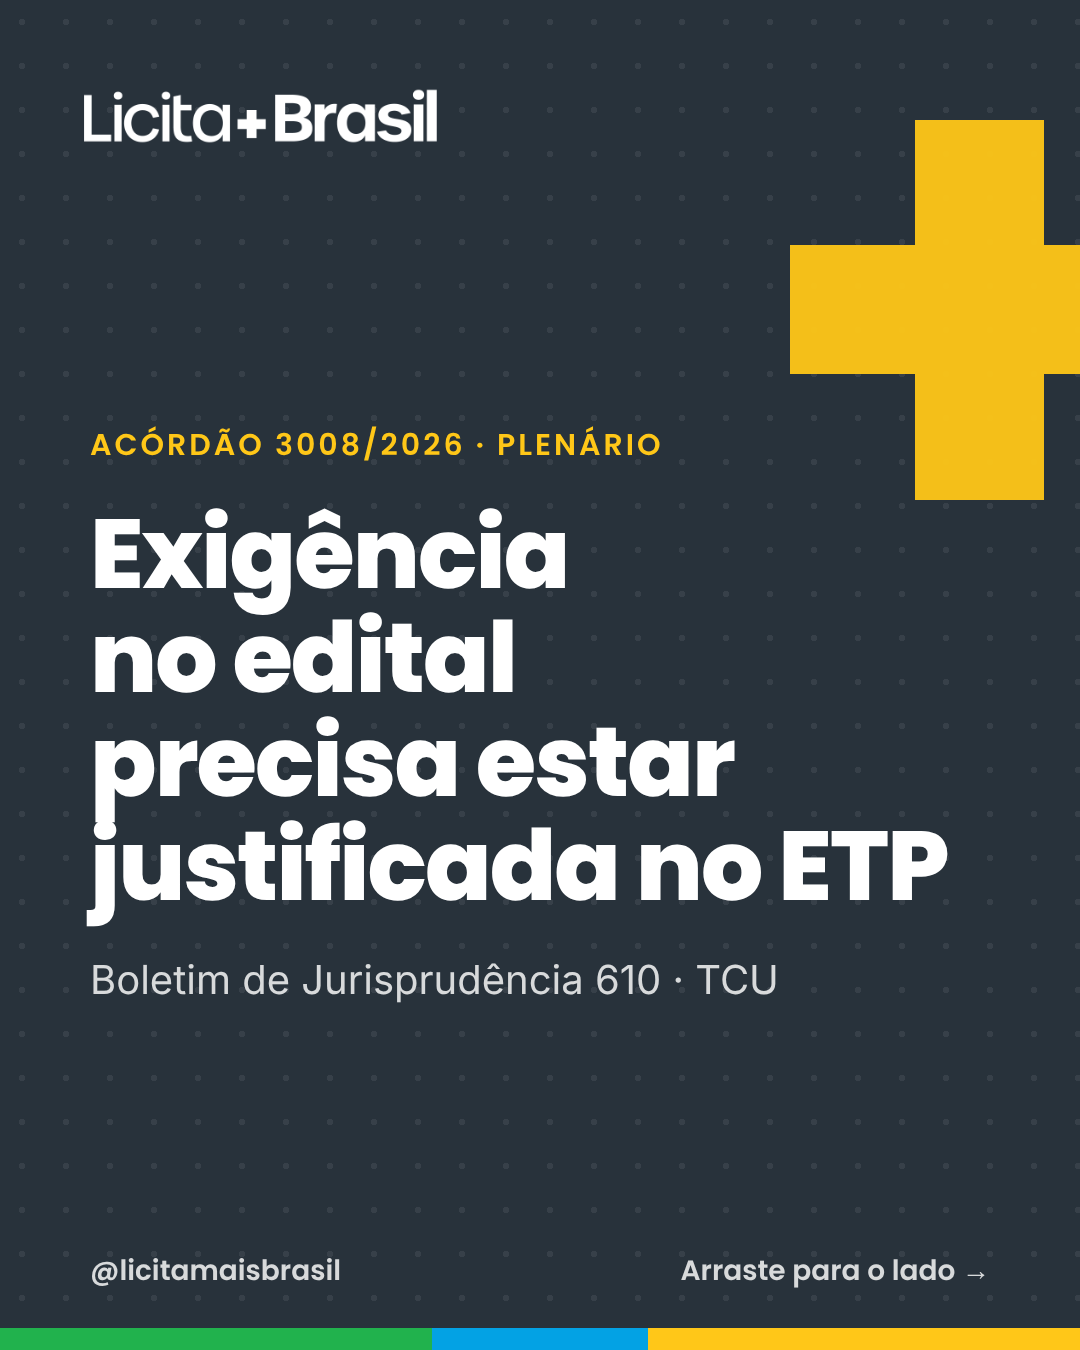 Licita+Brasil
ACÓRDÃO 3008/2026 · PLENÁRIO
Exigência
no edital
precisa estar
justificada no ETP
Boletim de Jurisprudência 610 · TCU
@licitamaisbrasil
Arraste para o lado →